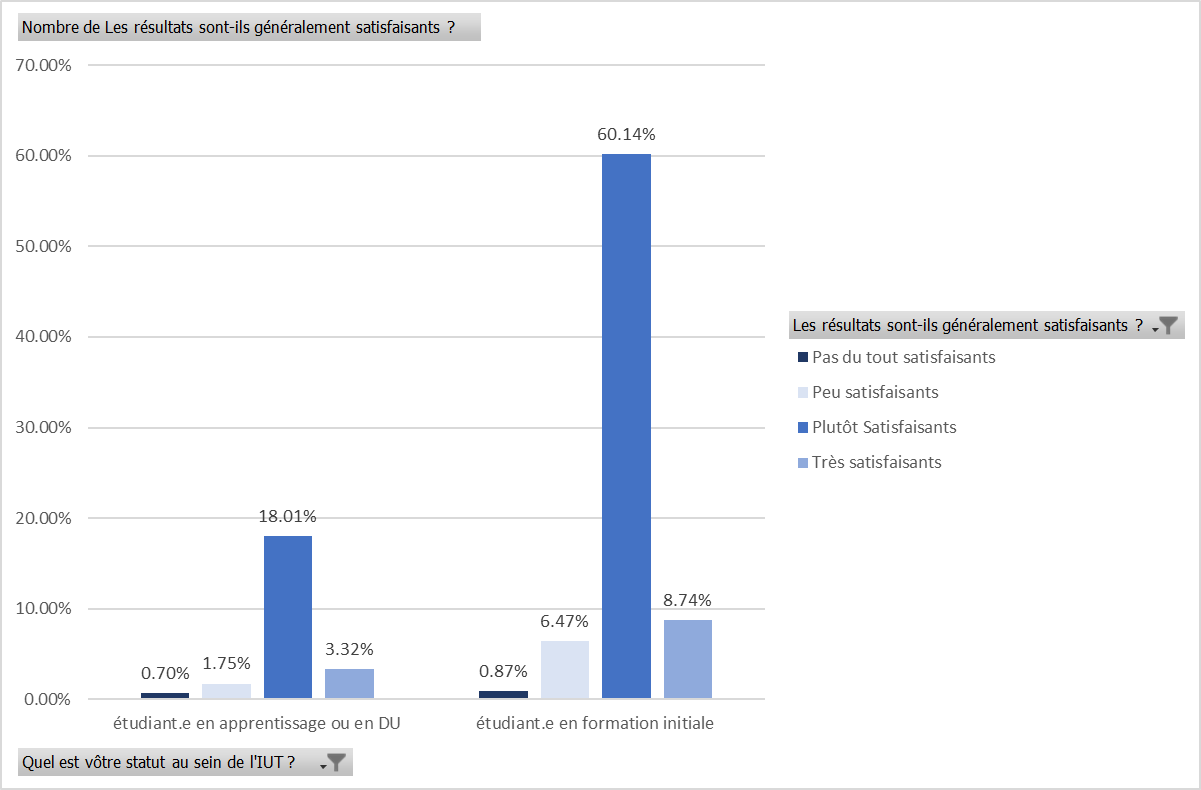 Nombre de Les résultats sont-ils généralement satisfaisants ?
70.00%
60.14%
60.00%
50.00%
40.00%
Les résultats sont-ils généralement satisfaisants ?
Pas du tout satisfaisants
Peu satisfaisants
Plutôt Satisfaisants
Très satisfaisants
30.00%
20.00%
18.01%
10.00%
8.74%
6.47%
3.32%
1.75%
0.70%
0.87%
0.00%
étudiant.e en apprentissage ou en DU
étudiant.e en formation initiale
Quel est vôtre statut au sein de l'IUT ?